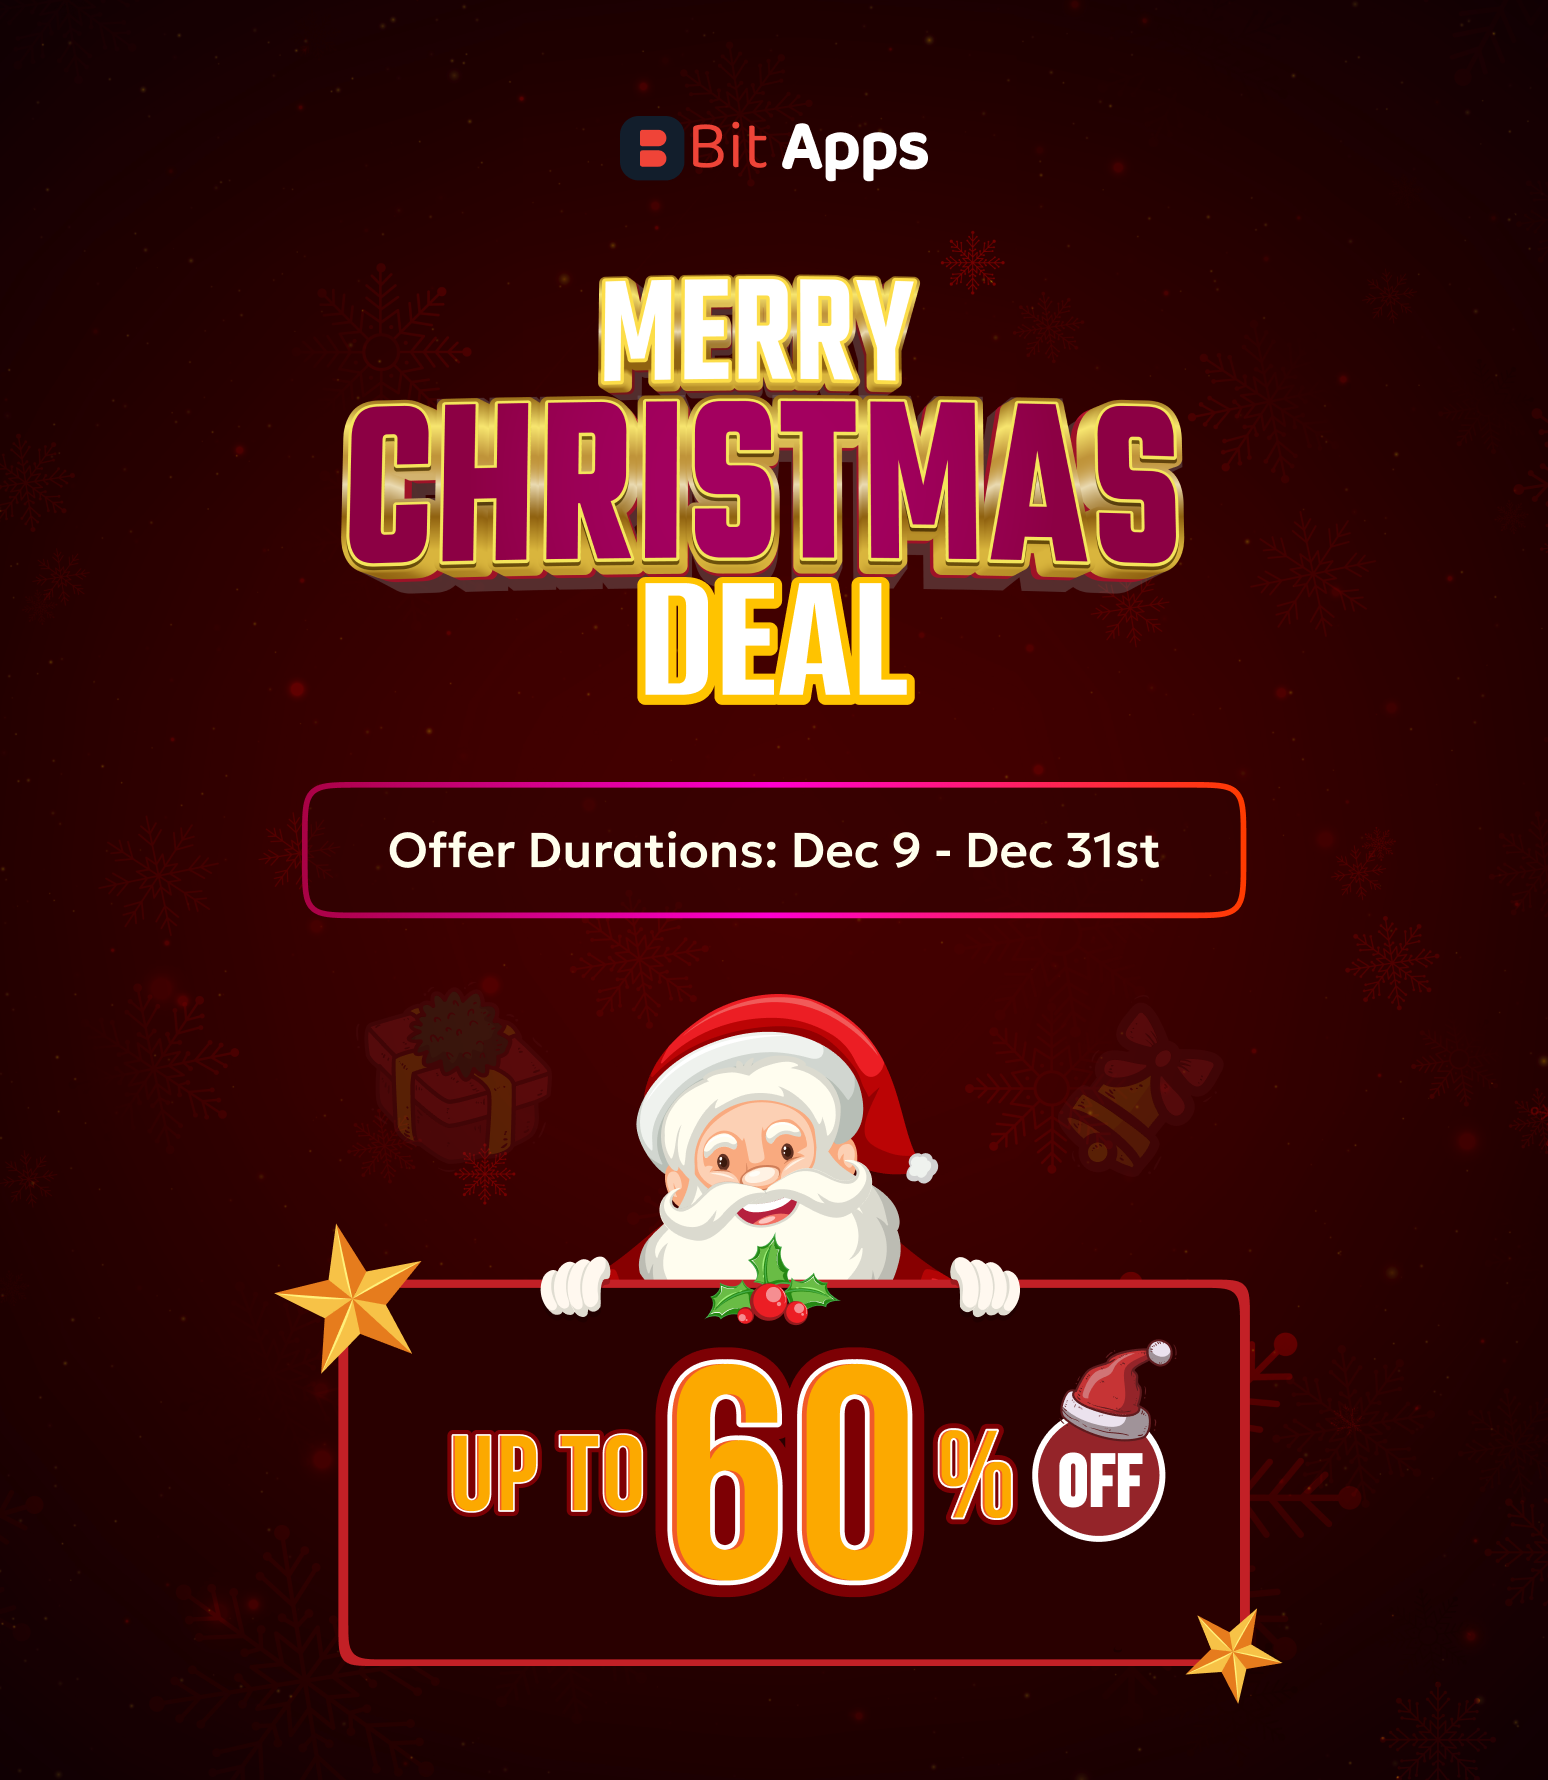 Bit Apps
MERRY
CHRISTMAS
DEAL
Offer Durations: Dec 9 - Dec 31st
UP TO 60% OFF